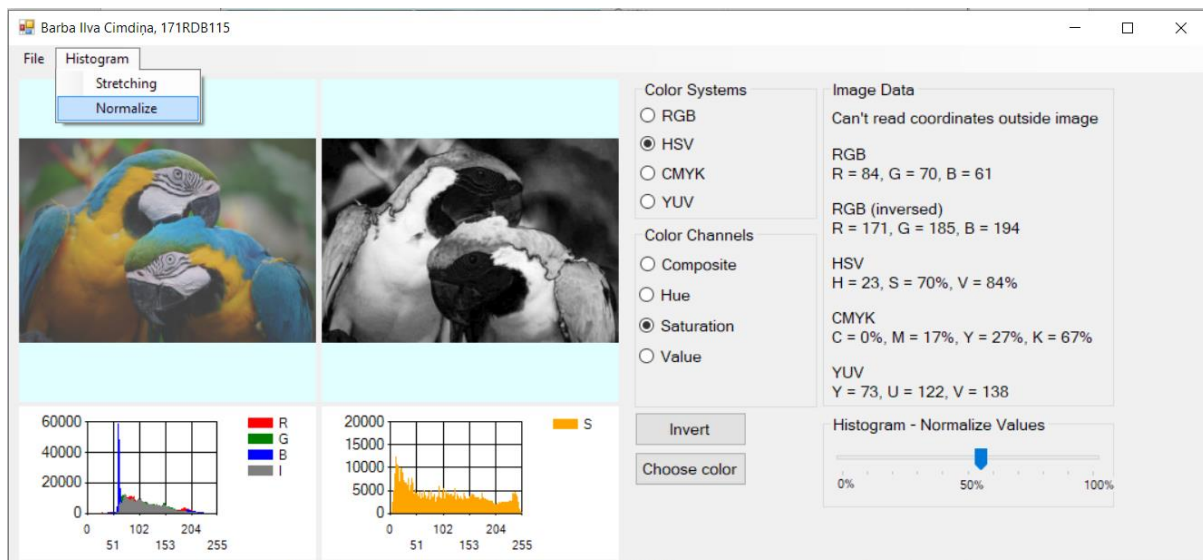 Barba Ilva Cimdiņa, 171RDB115
File Histogram
Stretching
Normalize
Color Systems
RGB
HSV
CMYK
YUV
Color Channels
Composite
Hue
Saturation
Value
Invert
Choose color
Image Data
Can't read coordinates outside image
RGB
R = 84, G = 70, B = 61
RGB (inversed)
R = 171, G = 185, B = 194
HSV
H = 23, S = 70%, V = 84%
CMYK
C = 0%, M = 17%, Y = 27%, K = 67%
YUV
Y = 73, U = 122, V = 138
Histogram - Normalize Values
0% 50% 100%
60000
40000
20000
0
0 102 204
51 153 255
R
G
B
I
20000
15000
10000
5000
0
0 102 204
51 153 255
S